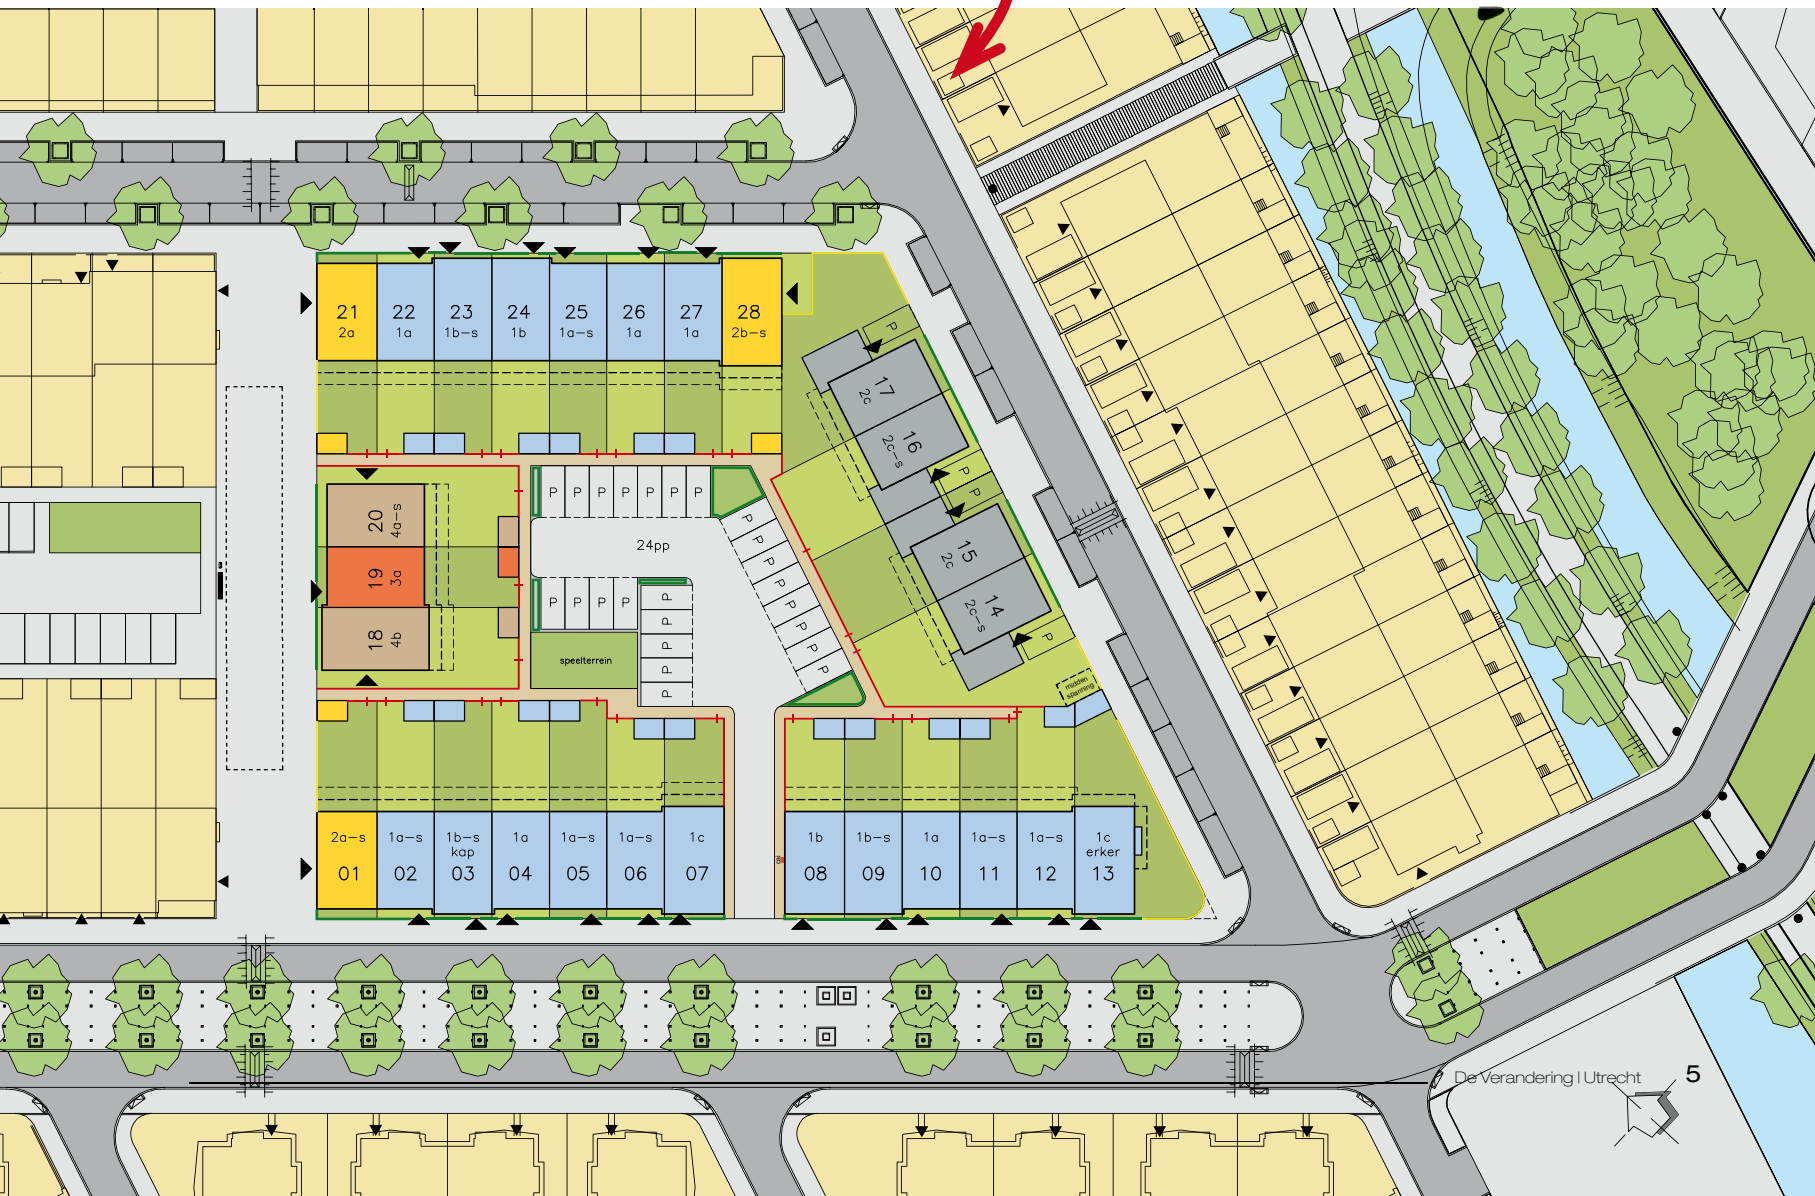 21
2a
22
1a
23
1b-s
24
1b
25
1a-s
26
1a
27
1a
28
2b-s
P
17
2c
16
2c-s
P
P
15
2c
14
2c-s
P
midden
spanning
20
4a-s
19
3a
18
4b
P P P P P P P
24pp
P P P P
P
P
P
P
P
P
P
P
P
P
P
P
speelterrein
2a-s
01
1a-s
02
1b-s
kap
03
1a
04
1a-s
05
1a-s
06
1c
07
1b
08
1b-s
09
1a
10
1a-s
11
1a-s
12
1c
erker
13
De Verandering | Utrecht 5